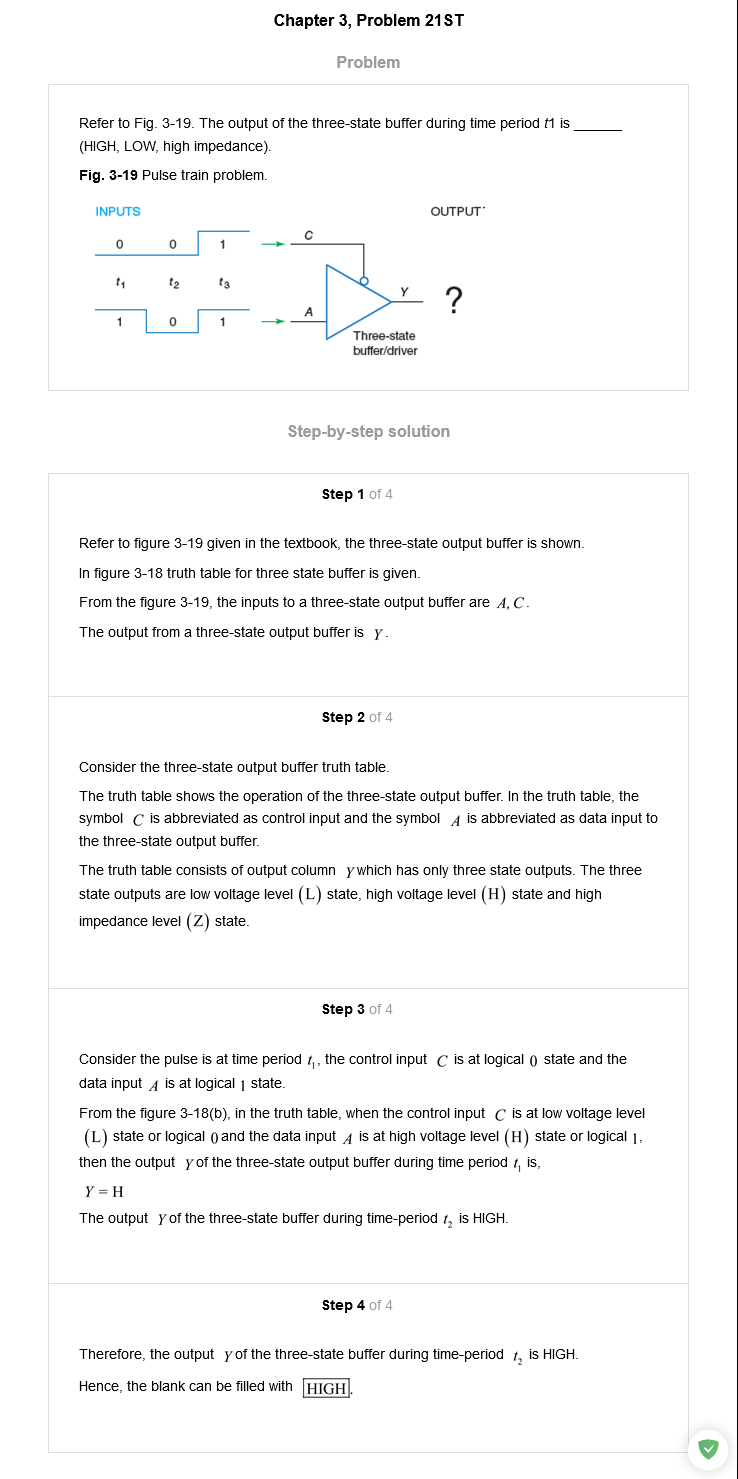 Chapter 3, Problem 21ST
Problem
Refer to Fig. 3-19. The output of the three-state buffer during time period t1 is ______
(HIGH, LOW, high impedance).
Fig. 3-19 Pulse train problem.
INPUTS
OUTPUT
0 0 1
C
t₁ t₂ t₃
Y
?
1 0 1
A
Three-state
buffer/driver
Step-by-step solution
Step 1 of 4
Refer to figure 3-19 given in the textbook, the three-state output buffer is shown.
In figure 3-18 truth table for three state buffer is given.
From the figure 3-19, the inputs to a three-state output buffer are A, C.
The output from a three-state output buffer is Y.
Step 2 of 4
Consider the three-state output buffer truth table.
The truth table shows the operation of the three-state output buffer. In the truth table, the
symbol C is abbreviated as control input and the symbol A is abbreviated as data input to
the three-state output buffer.
The truth table consists of output column Y which has only three state outputs. The three
state outputs are low voltage level (L) state, high voltage level (H) state and high
impedance level (Z) state.
Step 3 of 4
Consider the pulse is at time period t₁, the control input C is at logical 0 state and the
data input A is at logical 1 state.
From the figure 3-18(b), in the truth table, when the control input C is at low voltage level
(L) state or logical 0 and the data input A is at high voltage level (H) state or logical 1,
then the output Y of the three-state output buffer during time period t₁ is,
Y = H
The output Y of the three-state buffer during time-period t₂ is HIGH.
Step 4 of 4
Therefore, the output Y of the three-state buffer during time-period t₂ is HIGH.
Hence, the blank can be filled with HIGH.